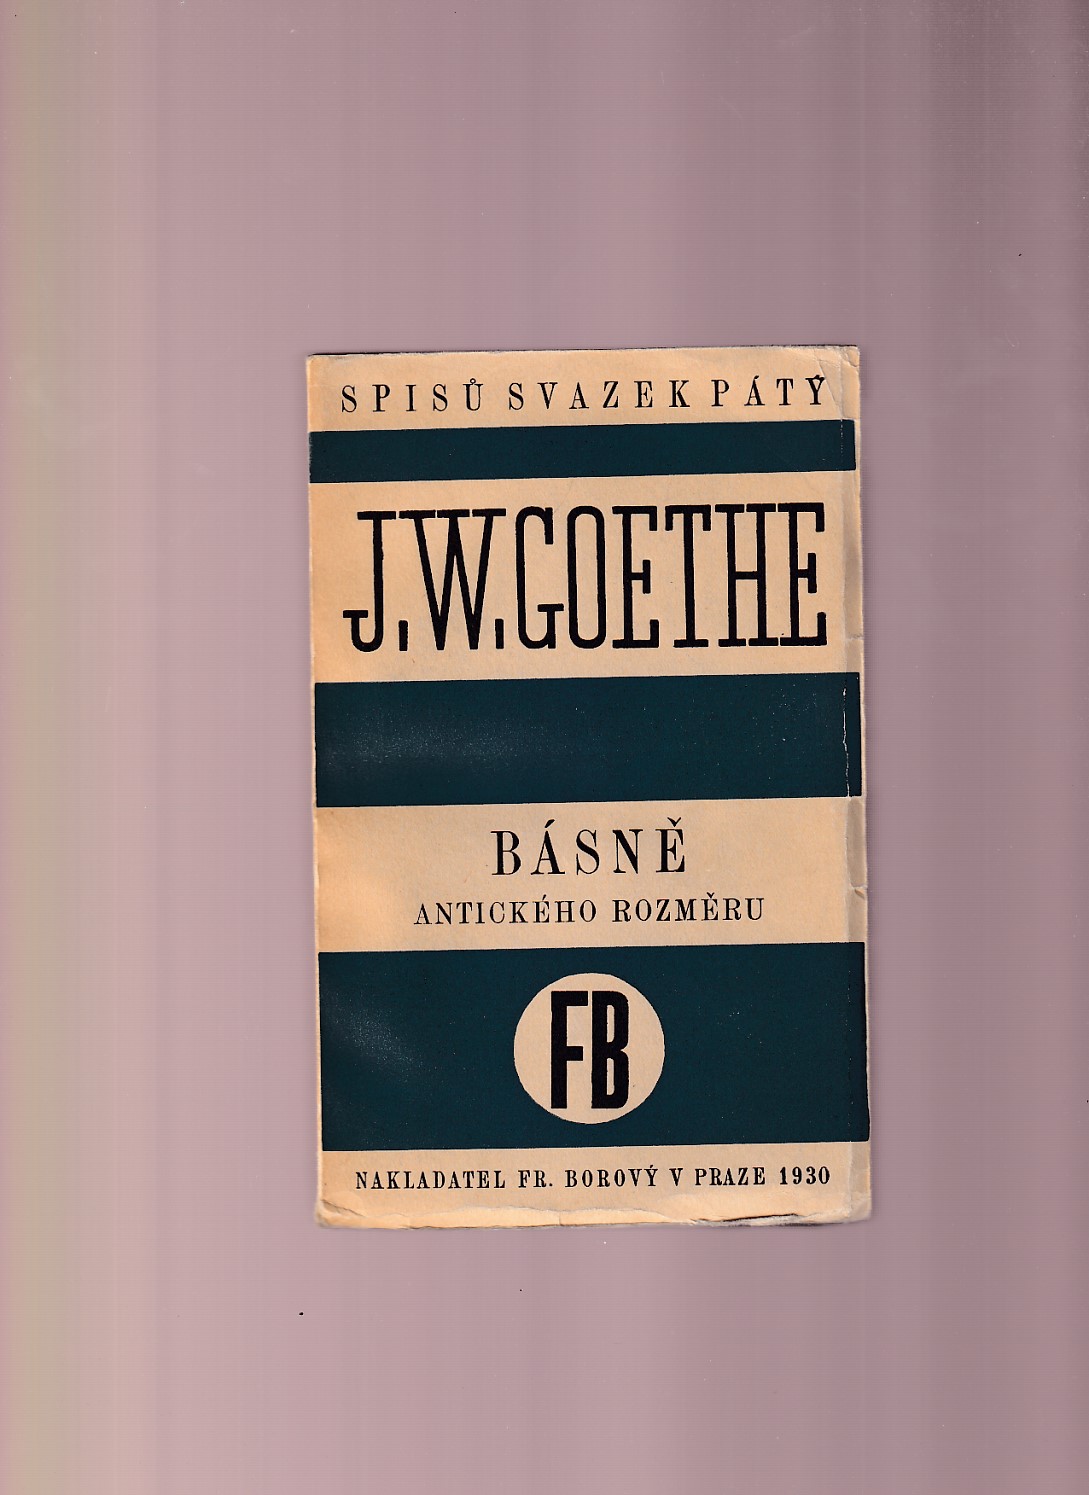 SPISŮ SVAZEK PÁTÝ
J.W.GOETHE
BÁSNĚ
ANTICKÉHO ROZMĚRU
FB
NAKLADATEL FR. BOROVÝ V PRAZE 1930